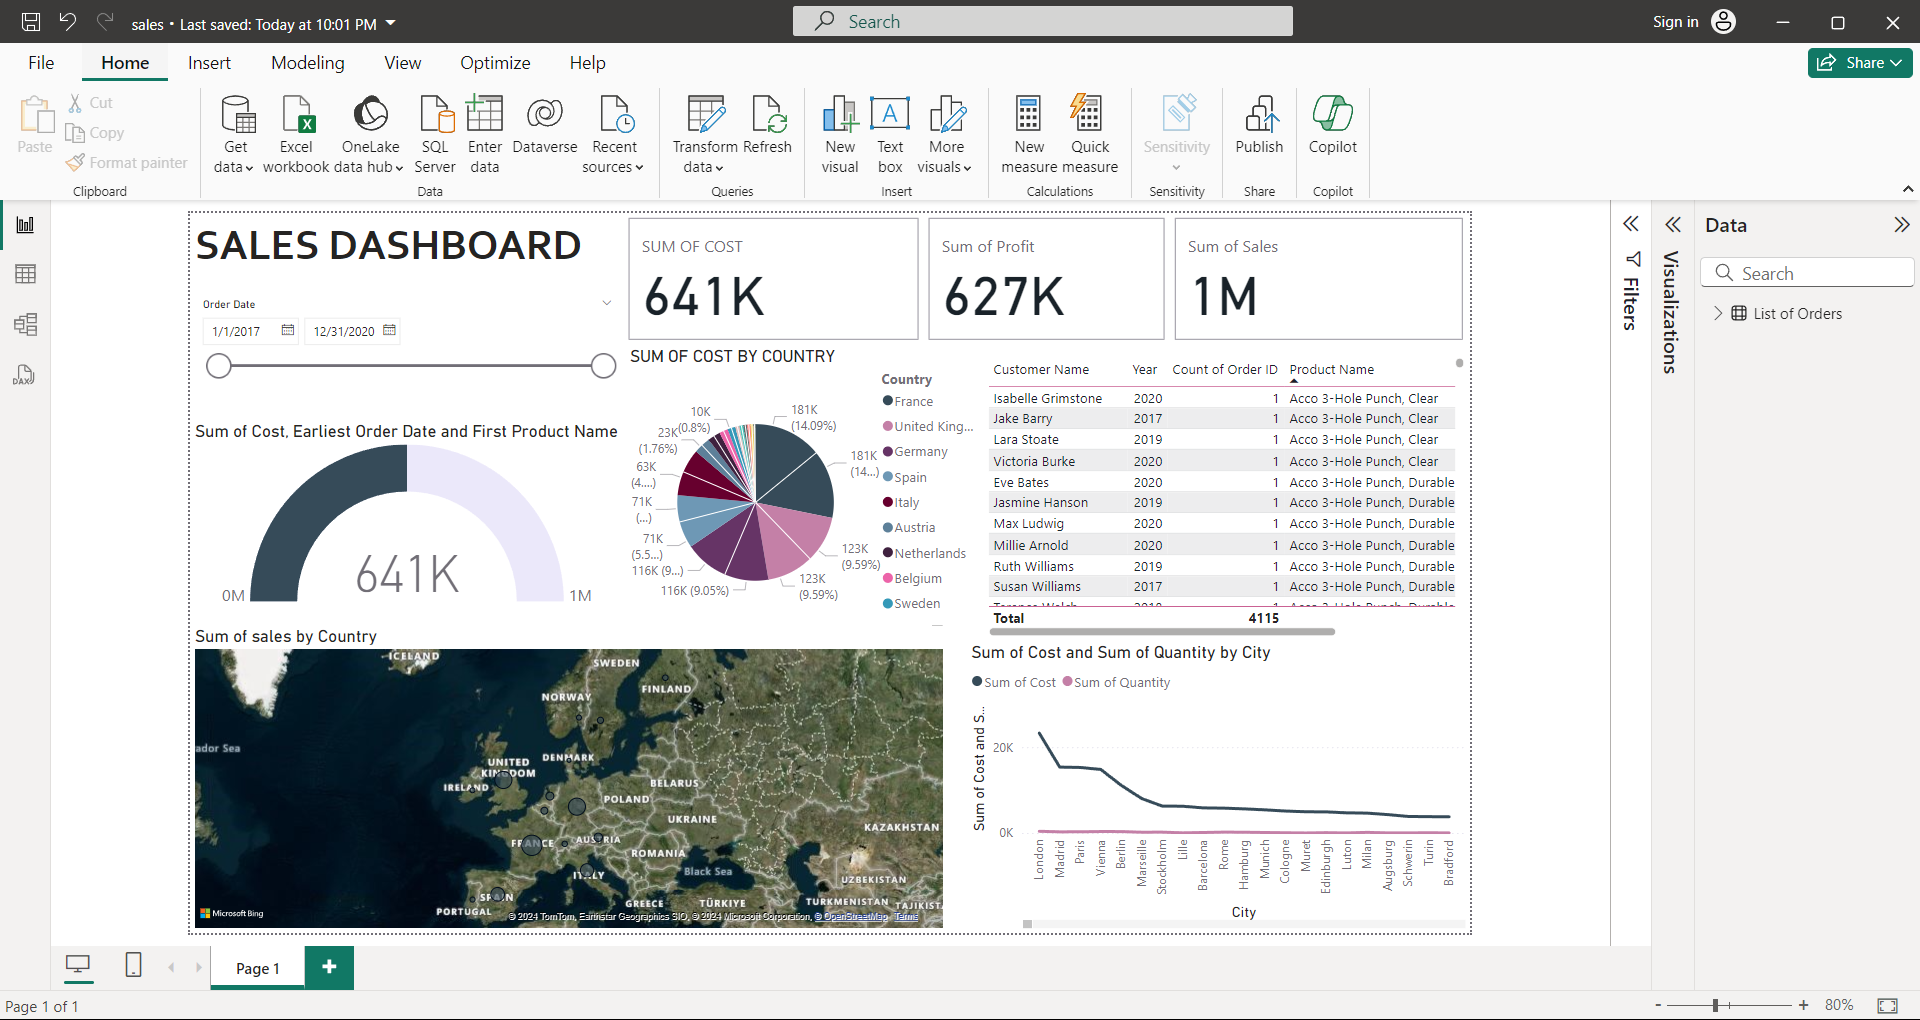 sales • Last saved: Today at 10:01 PM
Search
Sign in
File
Home
Insert
Modeling
View
Optimize
Help
Share
Paste
Cut
Copy
Format painter
Clipboard
Get data
Excel workbook
OneLake data hub
SQL Server
Enter data
Dataverse
Recent sources
Data
Transform data
Refresh
Queries
New visual
Text box
More visuals
Insert
New measure
Quick measure
Calculations
Sensitivity
Sensitivity
Publish
Share
Copilot
Copilot
SALES DASHBOARD
Order Date
1/1/2017
12/31/2020
SUM OF COST
641K
Sum of Profit
627K
Sum of Sales
1M
Sum of Cost, Earliest Order Date and First Product Name
641K
0M
1M
SUM OF COST BY COUNTRY
181K
(14.09%)
181K
(14...)
123K
(9.59%)
123K
(9.59%)
116K (9.05%)
116K (9...)
71K
(5.5...)
71K
(...)
63K
(4....)
23K
(1.76%)
10K
(0.8%)
Country
France
United King...
Germany
Spain
Italy
Austria
Netherlands
Belgium
Sweden
Customer Name Year Count of Order ID Product Name
Isabelle Grimstone 2020 1 Acco 3-Hole Punch, Clear
Jake Barry 2017 1 Acco 3-Hole Punch, Clear
Lara Stoate 2019 1 Acco 3-Hole Punch, Clear
Victoria Burke 2020 1 Acco 3-Hole Punch, Clear
Eve Bates 2020 1 Acco 3-Hole Punch, Durable
Jasmine Hanson 2019 1 Acco 3-Hole Punch, Durable
Max Ludwig 2020 1 Acco 3-Hole Punch, Durable
Millie Arnold 2020 1 Acco 3-Hole Punch, Durable
Ruth Williams 2019 1 Acco 3-Hole Punch, Durable
Susan Williams 2017 1 Acco 3-Hole Punch, Durable
Total 4115
Sum of sales by Country
ICELAND
SWEDEN
FINLAND
NORWAY
ador Sea
DENMARK
UNITED
KINGDOM
IRELAND
BELARUS
POLAND
UKRAINE
KAZAKHSTAN
FRANCE
AUSTRIA
ROMANIA
ITALY
Black Sea
UZBEKISTAN
SPAIN
PORTUGAL
GREECE
TÜRKIYE
TURKMENISTAN
TAJIKIST
Microsoft Bing
© 2024 TomTom, Earthstar Geographics SIO, © 2024 Microsoft Corporation, © OpenStreetMap Terms
Sum of Cost and Sum of Quantity by City
Sum of Cost
Sum of Quantity
Sum of Cost and S...
20K
0K
London
Madrid
Paris
Vienna
Berlin
Marseille
Stockholm
Lille
Barcelona
Rome
Hamburg
Munich
Cologne
Muret
Edinburgh
Luton
Milan
Augsburg
Schwerin
Turin
Bradford
City
Filters
Visualizations
Data
Search
List of Orders
Page 1
Page 1 of 1
80%